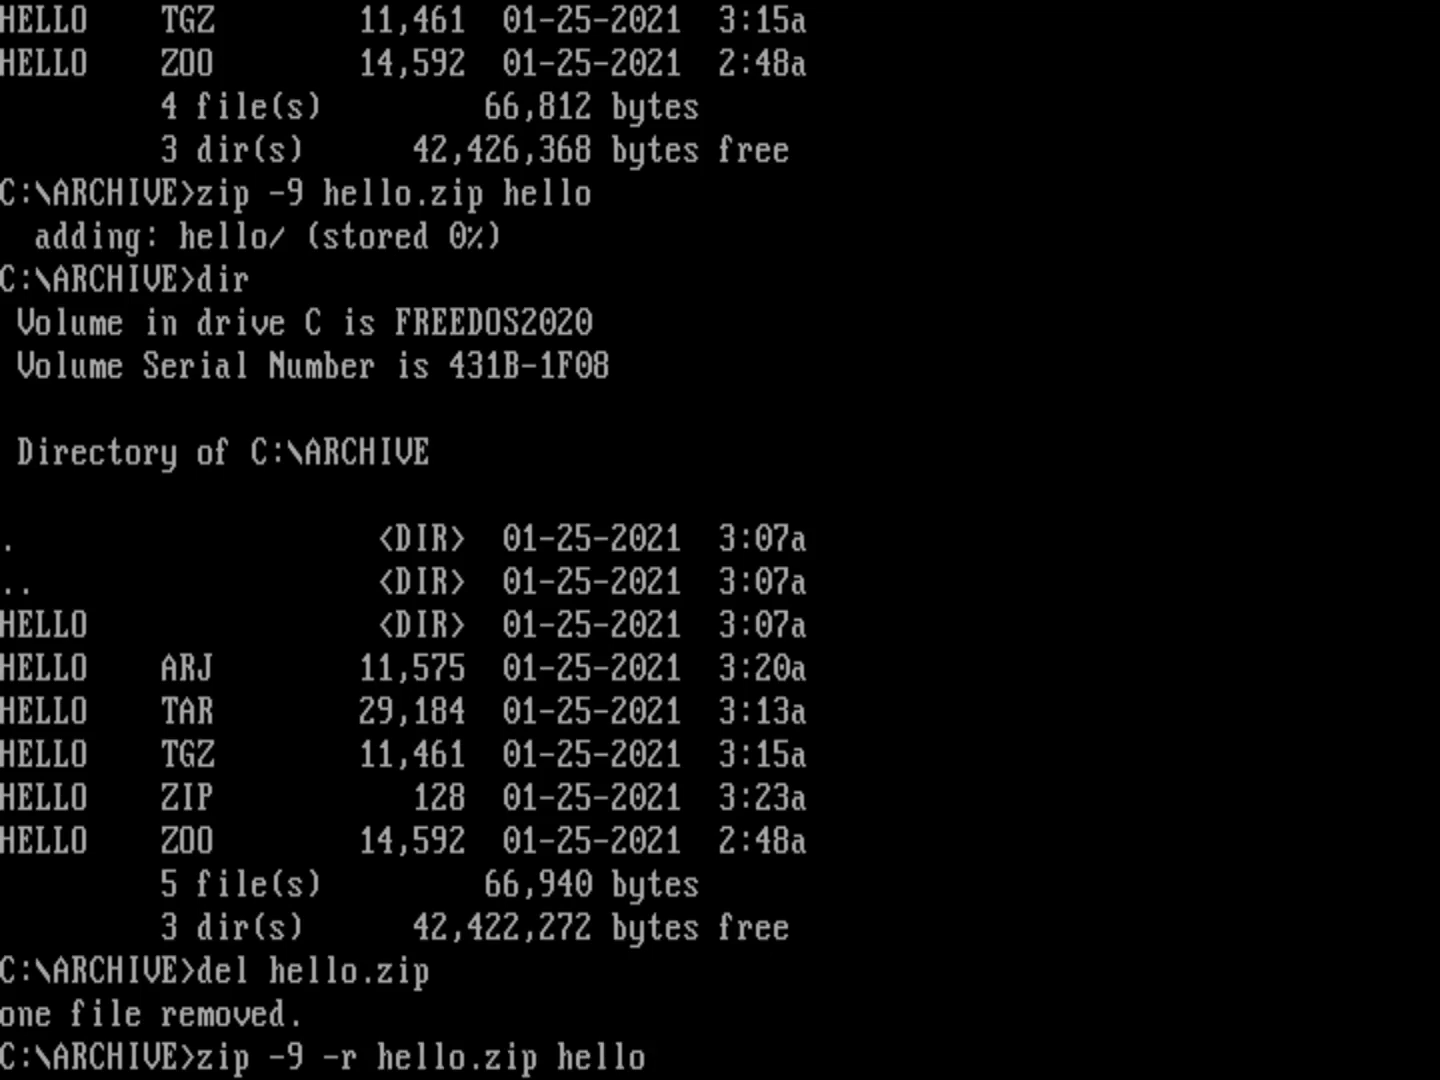 HELLO    TGZ        11,461  01-25-2021  3:15a
HELLO    ZOO        14,592  01-25-2021  2:48a
         4 file(s)         66,812 bytes
         3 dir(s)      42,426,368 bytes free
C:\ARCHIVE>zip -9 hello.zip hello
  adding: hello/ (stored 0%)
C:\ARCHIVE>dir
 Volume in drive C is FREEDOS2020
 Volume Serial Number is 431B-1F08
 Directory of C:\ARCHIVE
.                    <DIR>  01-25-2021  3:07a
..                   <DIR>  01-25-2021  3:07a
HELLO                <DIR>  01-25-2021  3:07a
HELLO    ARJ        11,575  01-25-2021  3:20a
HELLO    TAR        29,184  01-25-2021  3:13a
HELLO    TGZ        11,461  01-25-2021  3:15a
HELLO    ZIP           128  01-25-2021  3:23a
HELLO    ZOO        14,592  01-25-2021  2:48a
         5 file(s)         66,940 bytes
         3 dir(s)      42,422,272 bytes free
C:\ARCHIVE>del hello.zip
one file removed.
C:\ARCHIVE>zip -9 -r hello.zip hello